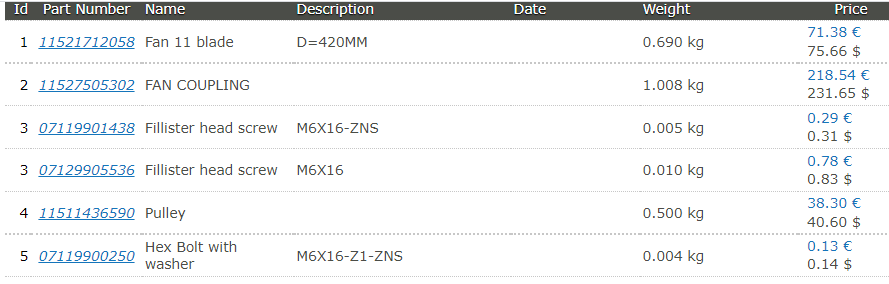 Id Part Number Name Description Date Weight Price
1 11521712058 Fan 11 blade D=420MM 0.690 kg 71.38 €
75.66 $
2 11527505302 FAN COUPLING 1.008 kg 218.54 €
231.65 $
3 07119901438 Fillister head screw M6X16-ZNS 0.005 kg 0.29 €
0.31 $
3 07129905536 Fillister head screw M6X16 0.010 kg 0.78 €
0.83 $
4 11511436590 Pulley 0.500 kg 38.30 €
40.60 $
5 07119900250 Hex Bolt with washer M6X16-Z1-ZNS 0.004 kg 0.13 €
0.14 $